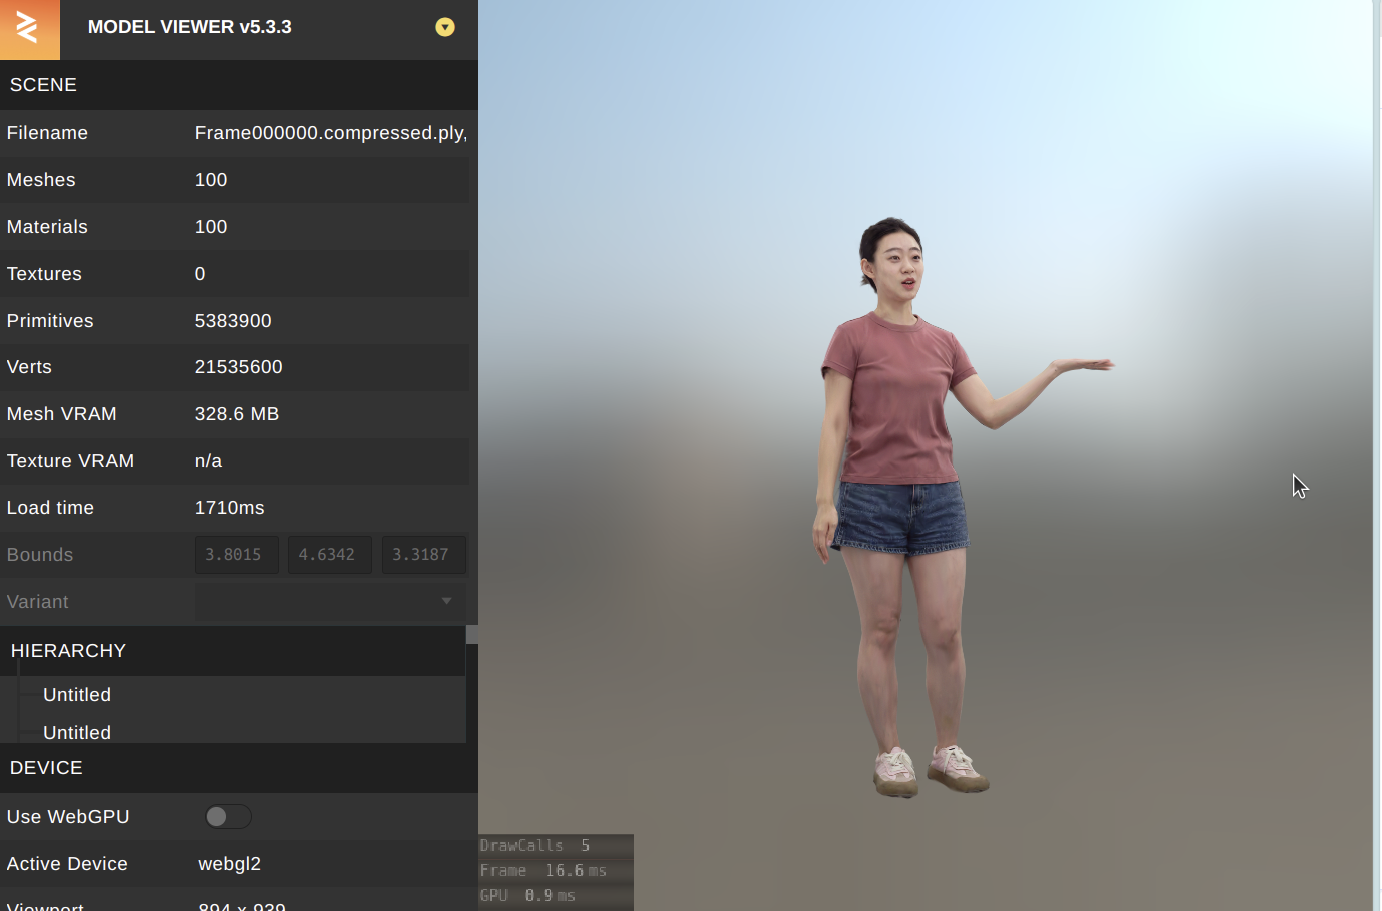 MODEL VIEWER v5.3.3
SCENE
Filename Frame000000.compressed.ply,
Meshes 100
Materials 100
Textures 0
Primitives 5383900
Verts 21535600
Mesh VRAM 328.6 MB
Texture VRAM n/a
Load time 1710ms
Bounds 3.8015 4.6342 3.3187
Variant
HIERARCHY
Untitled
Untitled
DEVICE
Use WebGPU
Active Device webgl2
Viewport 894 x 939
DrawCalls 5
Frame 16.6 ms
GPU 0.9 ms